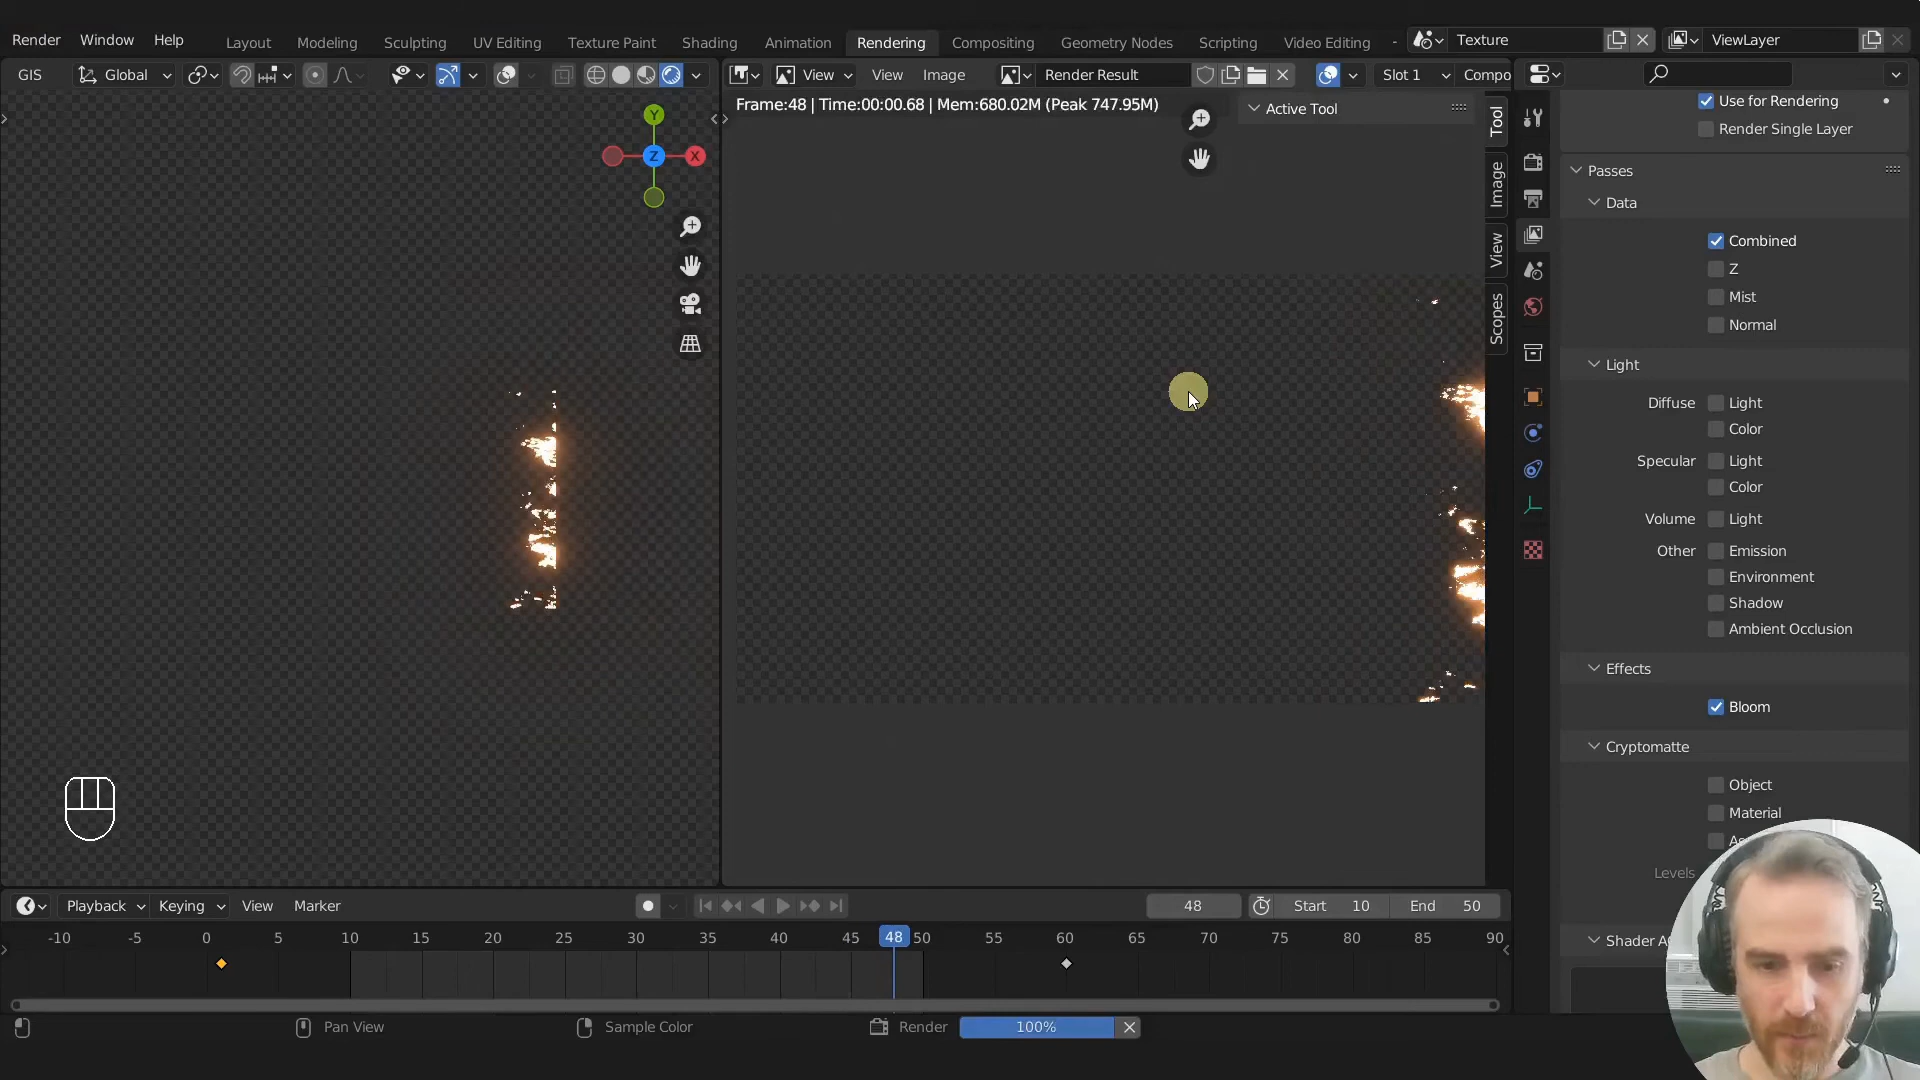 Render Window Help Layout Modeling Sculpting UV Editing Texture Paint Shading Animation Rendering Compositing Geometry Nodes Scripting Video Editing Texture ViewLayer
GIS Global View View Image Render Result Slot 1 Compo
Frame:48 | Time:00:00.68 | Mem:680.02M (Peak 747.95M)
Active Tool
Y
Z
X
Tool
Image
View
Scopes
Use for Rendering
Render Single Layer
Passes
Data
Combined
Z
Mist
Normal
Light
Diffuse Light
Color
Specular Light
Color
Volume Light
Other Emission
Environment
Shadow
Ambient Occlusion
Effects
Bloom
Cryptomatte
Object
Material
Levels
Shader
Playback Keying View Marker 48 Start 10 End 50
-10 -5 0 5 10 15 20 25 30 35 40 45 48 50 55 60 65 70 75 80 85 90
Pan View Sample Color Render 100%